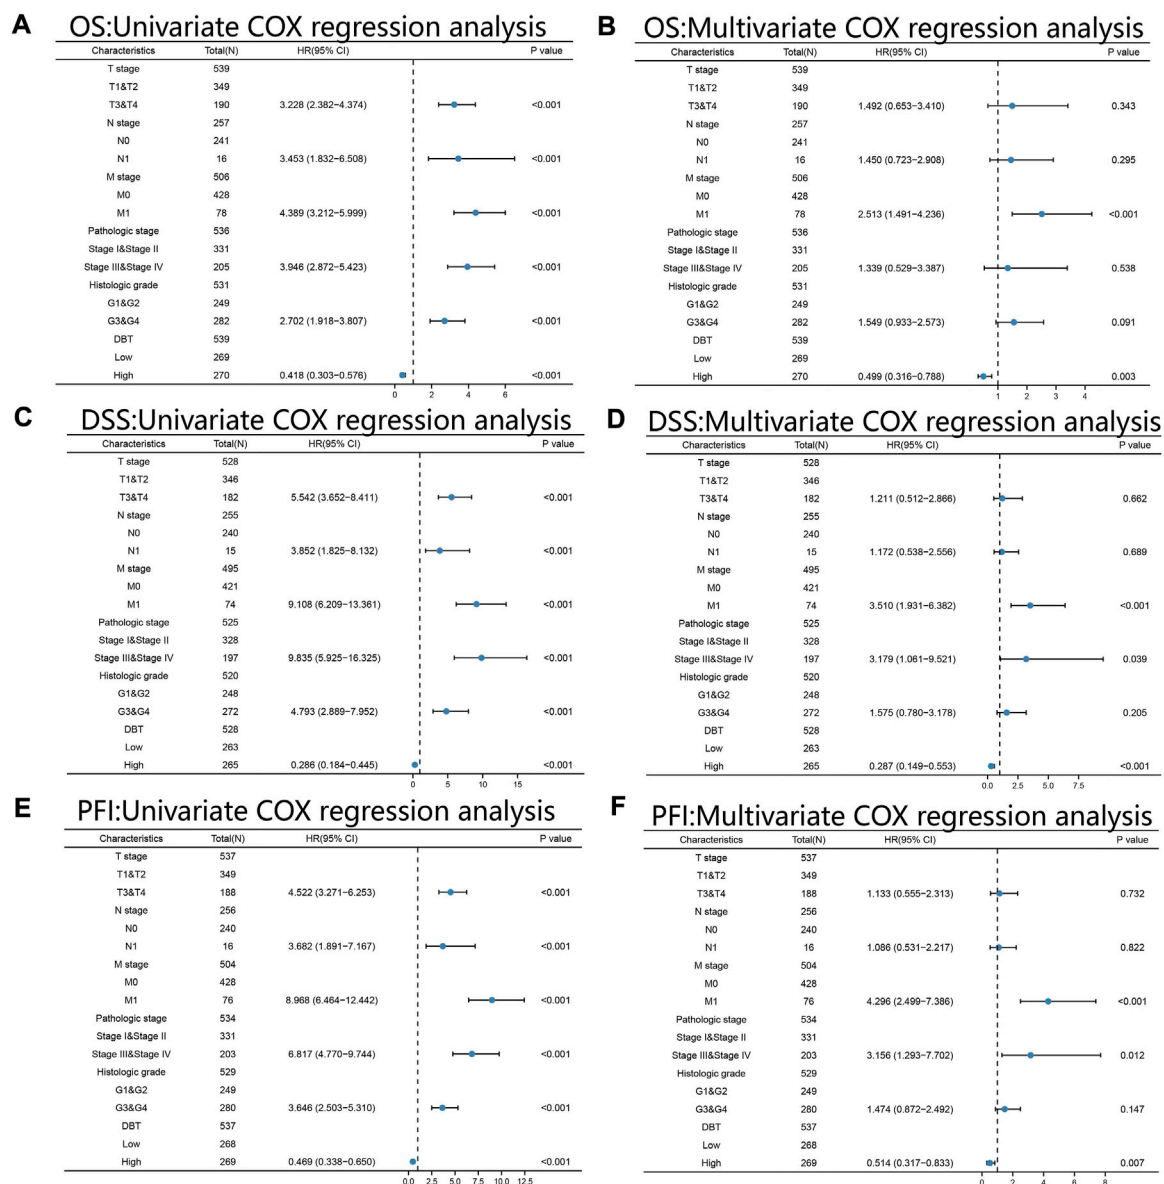 A
OS:Univariate COX regression analysis
Characteristics Total(N) HR(95% CI) P value
T stage 539
T1&T2 349
T3&T4 190 3.228 (2.382−4.374) <0.001
N stage 257
N0 241
N1 16 3.453 (1.832−6.508) <0.001
M stage 506
M0 428
M1 78 4.389 (3.212−5.999) <0.001
Pathologic stage 536
Stage I&Stage II 331
Stage III&Stage IV 205 3.946 (2.872−5.423) <0.001
Histologic grade 531
G1&G2 249
G3&G4 282 2.702 (1.918−3.807) <0.001
DBT 539
Low 269
High 270 0.418 (0.303−0.576) <0.001
0 2 4 6
B
OS:Multivariate COX regression analysis
Characteristics Total(N) HR(95% CI) P value
T stage 539
T1&T2 349
T3&T4 190 1.492 (0.653−3.410) 0.343
N stage 257
N0 241
N1 16 1.450 (0.723−2.908) 0.295
M stage 506
M0 428
M1 78 2.513 (1.491−4.236) <0.001
Pathologic stage 536
Stage I&Stage II 331
Stage III&Stage IV 205 1.339 (0.529−3.387) 0.538
Histologic grade 531
G1&G2 249
G3&G4 282 1.549 (0.933−2.573) 0.091
DBT 539
Low 269
High 270 0.499 (0.316−0.788) 0.003
1 2 3 4
C
DSS:Univariate COX regression analysis
Characteristics Total(N) HR(95% CI) P value
T stage 528
T1&T2 346
T3&T4 182 5.542 (3.652−8.411) <0.001
N stage 255
N0 240
N1 15 3.852 (1.825−8.132) <0.001
M stage 495
M0 421
M1 74 9.108 (6.209−13.361) <0.001
Pathologic stage 525
Stage I&Stage II 328
Stage III&Stage IV 197 9.835 (5.925−16.325) <0.001
Histologic grade 520
G1&G2 248
G3&G4 272 4.793 (2.889−7.952) <0.001
DBT 528
Low 263
High 265 0.286 (0.184−0.445) <0.001
0 5 10 15
D
DSS:Multivariate COX regression analysis
Characteristics Total(N) HR(95% CI) P value
T stage 528
T1&T2 346
T3&T4 182 1.211 (0.512−2.866) 0.662
N stage 255
N0 240
N1 15 1.172 (0.538−2.556) 0.689
M stage 495
M0 421
M1 74 3.510 (1.931−6.382) <0.001
Pathologic stage 525
Stage I&Stage II 328
Stage III&Stage IV 197 3.179 (1.061−9.521) 0.039
Histologic grade 520
G1&G2 248
G3&G4 272 1.575 (0.780−3.178) 0.205
DBT 528
Low 263
High 265 0.287 (0.149−0.553) <0.001
0.0 2.5 5.0 7.5
E
PFI:Univariate COX regression analysis
Characteristics Total(N) HR(95% CI) P value
T stage 537
T1&T2 349
T3&T4 188 4.522 (3.271−6.253) <0.001
N stage 256
N0 240
N1 16 3.682 (1.891−7.167) <0.001
M stage 504
M0 428
M1 76 8.968 (6.464−12.442) <0.001
Pathologic stage 534
Stage I&Stage II 331
Stage III&Stage IV 203 6.817 (4.770−9.744) <0.001
Histologic grade 529
G1&G2 249
G3&G4 280 3.646 (2.503−5.310) <0.001
DBT 537
Low 268
High 269 0.469 (0.338−0.650) <0.001
0.0 2.5 5.0 7.5 10.0 12.5
F
PFI:Multivariate COX regression analysis
Characteristics Total(N) HR(95% CI) P value
T stage 537
T1&T2 349
T3&T4 188 1.133 (0.555−2.313) 0.732
N stage 256
N0 240
N1 16 1.086 (0.531−2.217) 0.822
M stage 504
M0 428
M1 76 4.296 (2.499−7.386) <0.001
Pathologic stage 534
Stage I&Stage II 331
Stage III&Stage IV 203 3.156 (1.293−7.702) 0.012
Histologic grade 529
G1&G2 249
G3&G4 280 1.474 (0.872−2.492) 0.147
DBT 537
Low 268
High 269 0.514 (0.317−0.833) 0.007
0 2 4 6 8